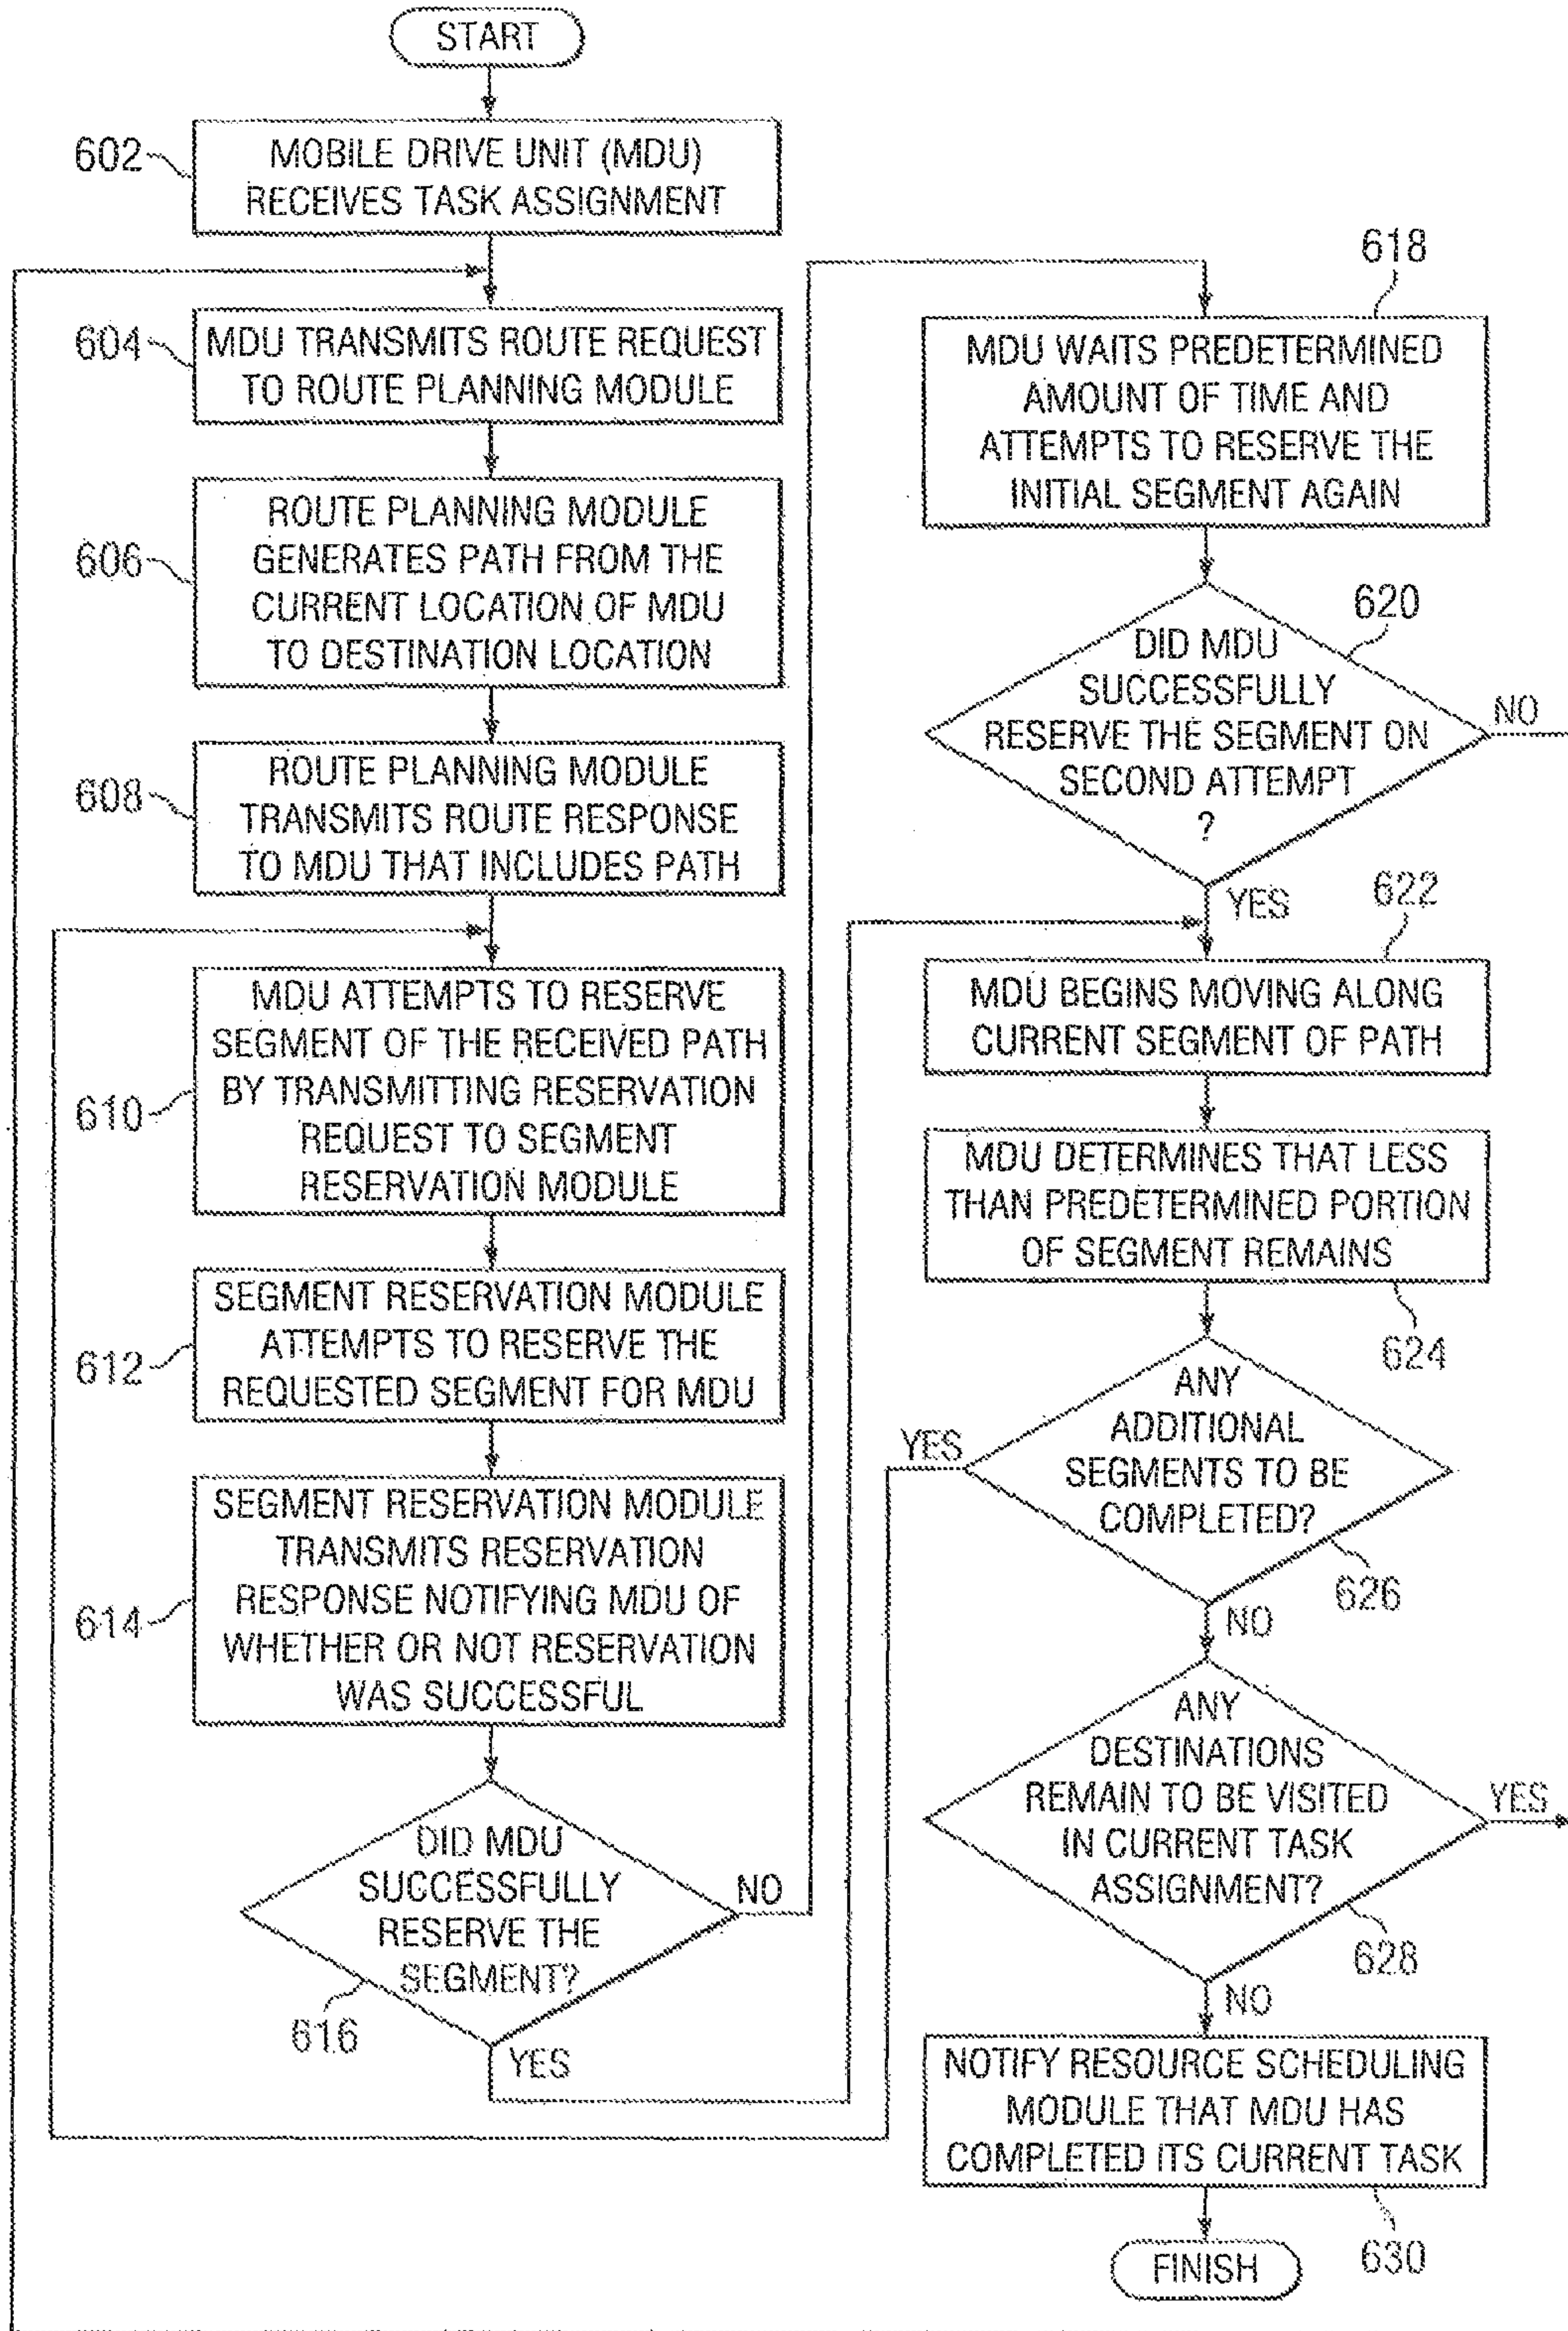 START
602
MOBILE DRIVE UNIT (MDU)
RECEIVES TASK ASSIGNMENT
604
MDU TRANSMITS ROUTE REQUEST
TO ROUTE PLANNING MODULE
606
ROUTE PLANNING MODULE
GENERATES PATH FROM THE
CURRENT LOCATION OF MDU
TO DESTINATION LOCATION
608
ROUTE PLANNING MODULE
TRANSMITS ROUTE RESPONSE
TO MDU THAT INCLUDES PATH
610
MDU ATTEMPTS TO RESERVE
SEGMENT OF THE RECEIVED PATH
BY TRANSMITTING RESERVATION
REQUEST TO SEGMENT
RESERVATION MODULE
612
SEGMENT RESERVATION MODULE
ATTEMPTS TO RESERVE THE
REQUESTED SEGMENT FOR MDU
614
SEGMENT RESERVATION MODULE
TRANSMITS RESERVATION
RESPONSE NOTIFYING MDU OF
WHETHER OR NOT RESERVATION
WAS SUCCESSFUL
DID MDU
SUCCESSFULLY
RESERVE THE
SEGMENT?
616
NO
YES
618
MDU WAITS PREDETERMINED
AMOUNT OF TIME AND
ATTEMPTS TO RESERVE THE
INITIAL SEGMENT AGAIN
620
DID MDU
SUCCESSFULLY
RESERVE THE SEGMENT ON
SECOND ATTEMPT
?
NO
YES
622
MDU BEGINS MOVING ALONG
CURRENT SEGMENT OF PATH
MDU DETERMINES THAT LESS
THAN PREDETERMINED PORTION
OF SEGMENT REMAINS
624
ANY
ADDITIONAL
SEGMENTS TO BE
COMPLETED?
YES
626
NO
ANY
DESTINATIONS
REMAIN TO BE VISITED
IN CURRENT TASK
ASSIGNMENT?
YES
628
NO
NOTIFY RESOURCE SCHEDULING
MODULE THAT MDU HAS
COMPLETED ITS CURRENT TASK
630
FINISH